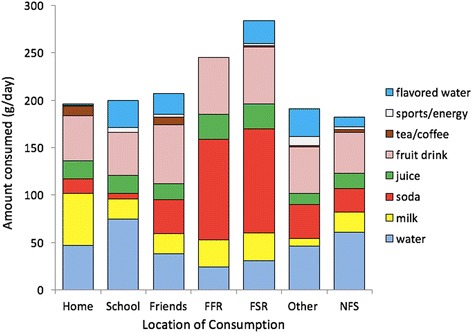 Amount consumed (g/day)
300
250
200
150
100
50
0
Home School Friends FFR FSR Other NFS
Location of Consumption
flavored water
sports/energy
tea/coffee
fruit drink
juice
soda
milk
water